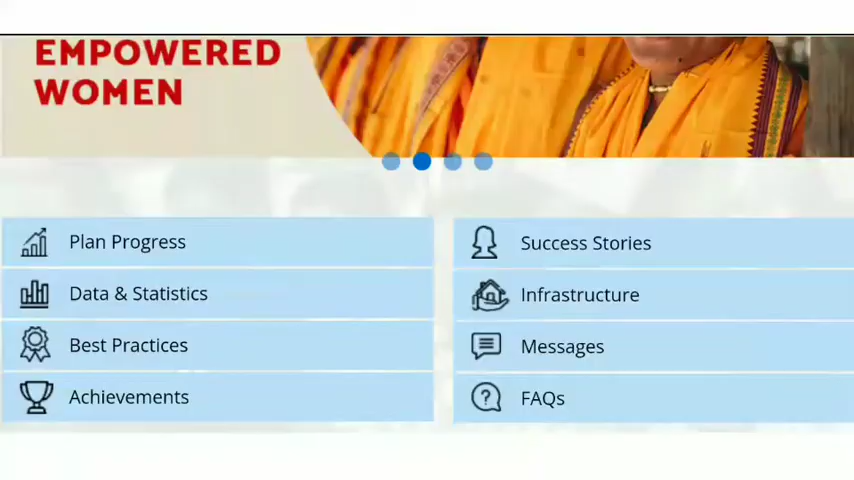 EMPOWERED
WOMEN
Plan Progress
Data & Statistics
Best Practices
Achievements
Success Stories
Infrastructure
Messages
FAQs